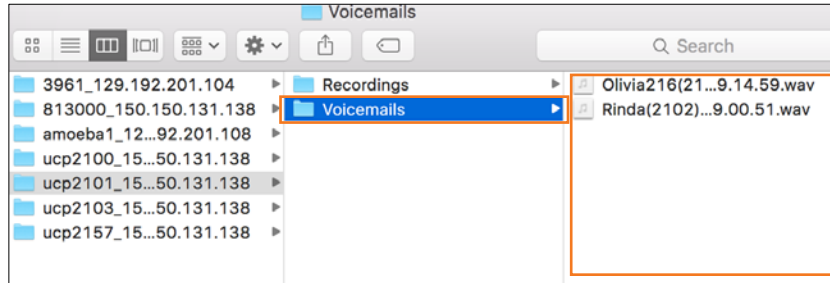 Voicemails
Search
3961_129.192.201.104
813000_150.150.131.138
amoeba1_12...92.201.108
ucp2100_15...50.131.138
ucp2101_15...50.131.138
ucp2103_15...50.131.138
ucp2157_15...50.131.138
Recordings
Voicemails
Olivia216(21...9.14.59.wav
Rinda(2102)...9.00.51.wav